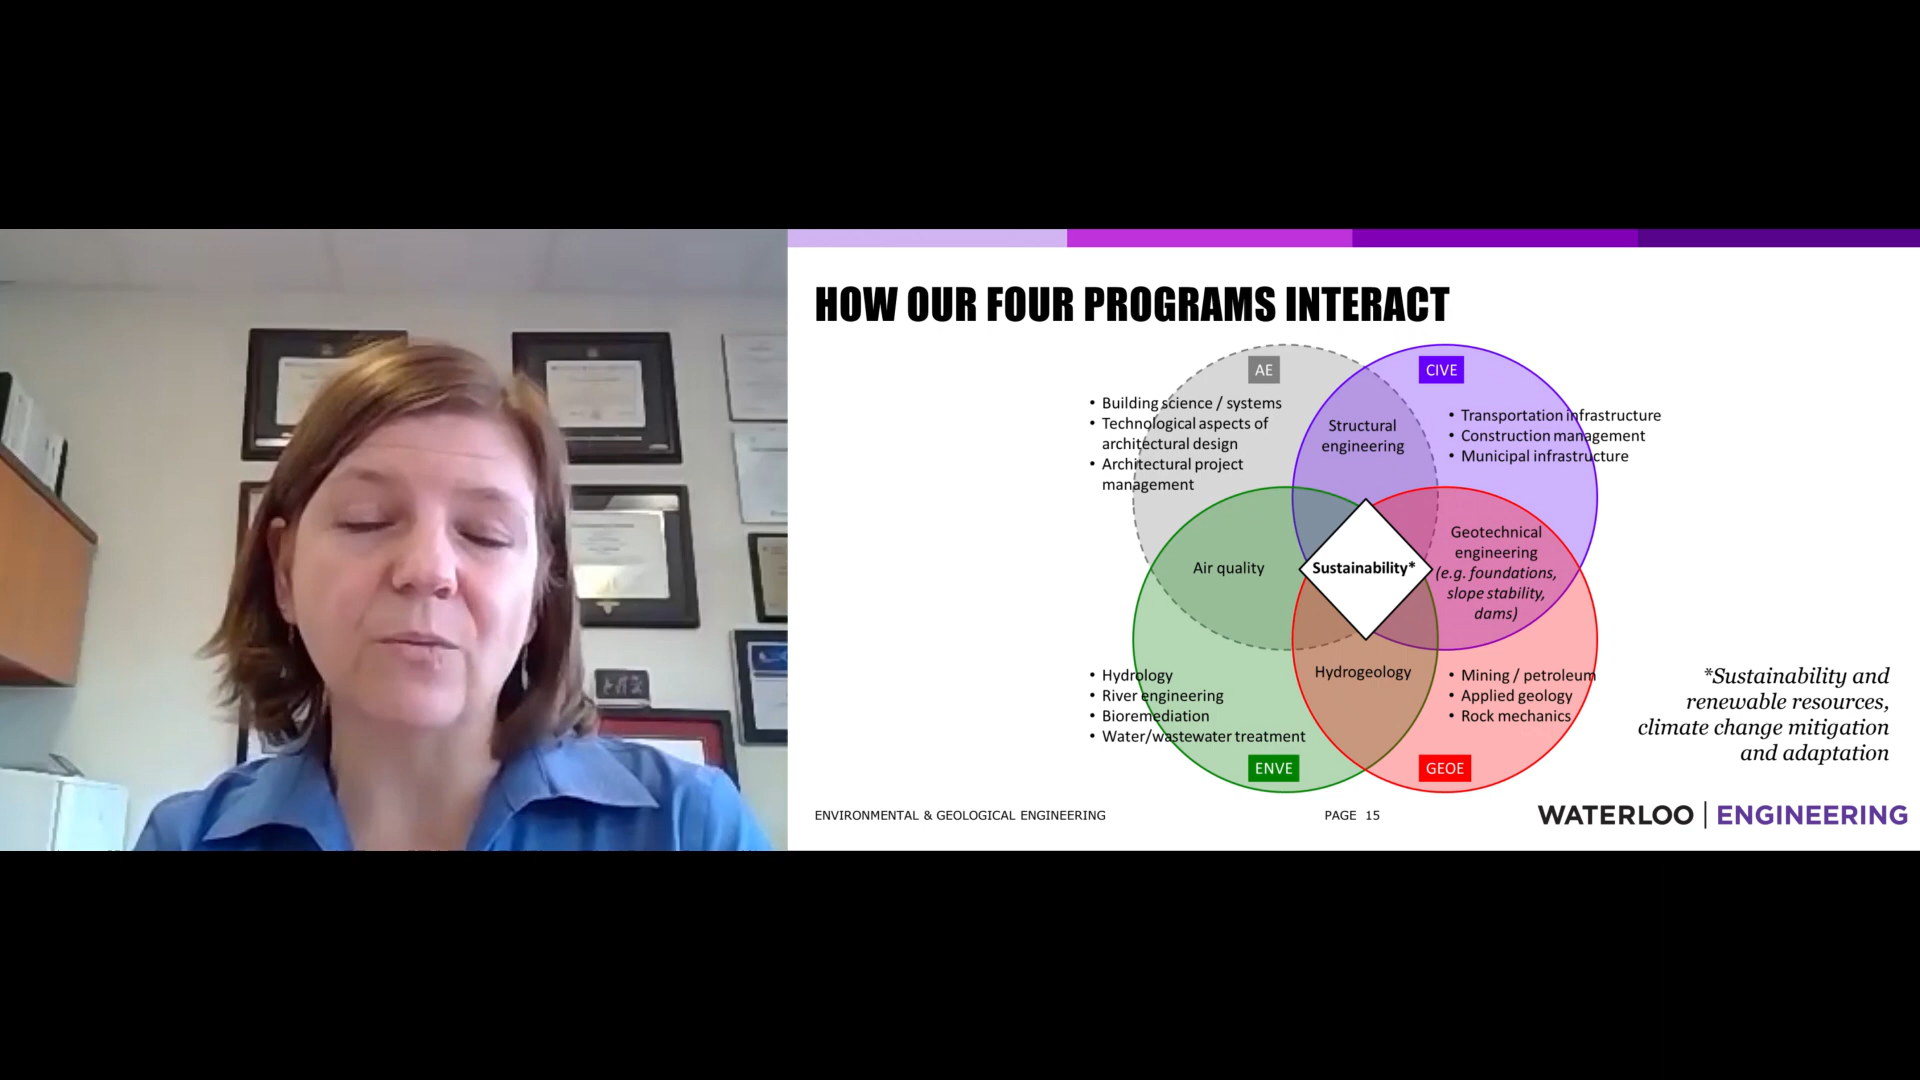 HOW OUR FOUR PROGRAMS INTERACT
AE
CIVE
• Building science / systems
• Technological aspects of
architectural design
• Architectural project
management
Structural
engineering
• Transportation infrastructure
• Construction management
• Municipal infrastructure
Air quality
Sustainability*
Geotechnical
engineering
(e.g. foundations,
slope stability,
dams)
• Hydrology
• River engineering
• Bioremediation
• Water/wastewater treatment
Hydrogeology
• Mining / petroleum
• Applied geology
• Rock mechanics
ENVE
GEOE
*Sustainability and
renewable resources,
climate change mitigation
and adaptation
ENVIRONMENTAL & GEOLOGICAL ENGINEERING
PAGE 15
WATERLOO | ENGINEERING